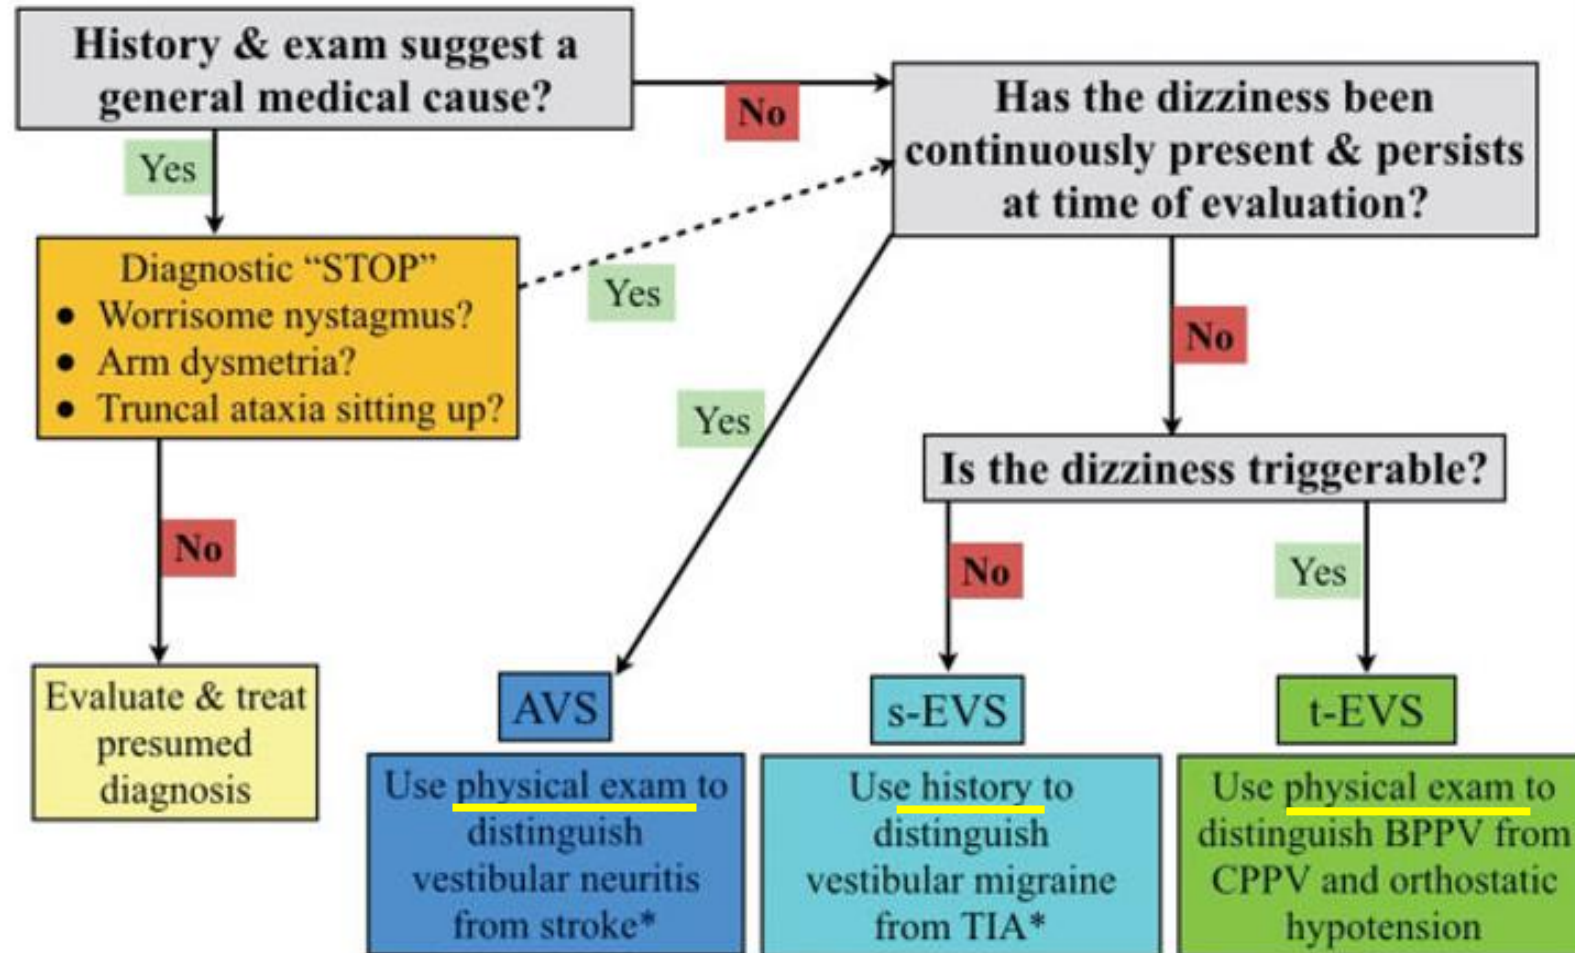 History & exam suggest a
general medical cause?
No
Has the dizziness been
continuously present & persists
at time of evaluation?
Yes
Diagnostic “STOP”
● Worrisome nystagmus?
● Arm dysmetria?
● Truncal ataxia sitting up?
Yes
No
Yes
Is the dizziness triggerable?
No
No
Yes
Evaluate & treat
presumed
diagnosis
AVS
Use physical exam to
distinguish
vestibular neuritis
from stroke*
s-EVS
Use history to
distinguish
vestibular migraine
from TIA*
t-EVS
Use physical exam to
distinguish BPPV from
CPPV and orthostatic
hypotension